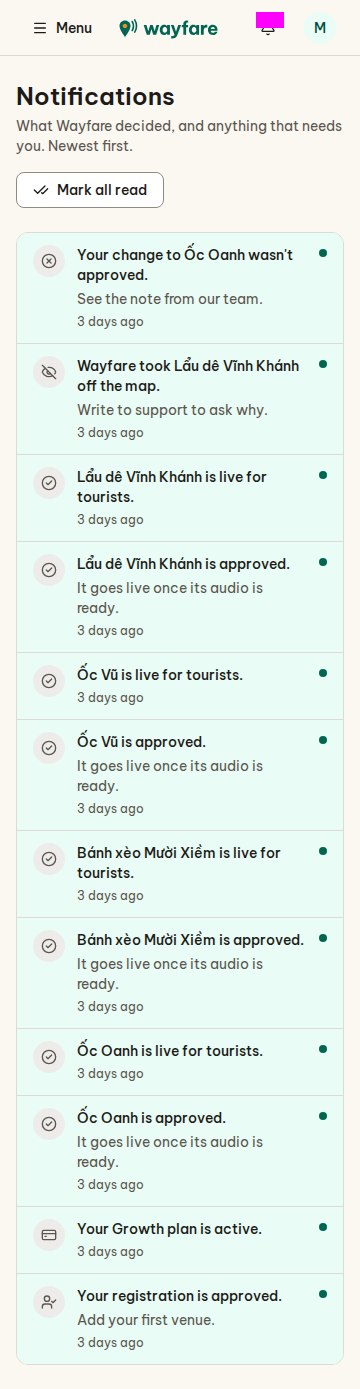 Menu
wayfare
M
Notifications
What Wayfare decided, and anything that needs
you. Newest first.
Mark all read
Your change to Ốc Oanh wasn't
approved.
See the note from our team.
3 days ago
Wayfare took Lẩu dê Vĩnh Khánh
off the map.
Write to support to ask why.
3 days ago
Lẩu dê Vĩnh Khánh is live for
tourists.
3 days ago
Lẩu dê Vĩnh Khánh is approved.
It goes live once its audio is
ready.
3 days ago
Ốc Vũ is live for tourists.
3 days ago
Ốc Vũ is approved.
It goes live once its audio is
ready.
3 days ago
Bánh xèo Mười Xiềm is live for
tourists.
3 days ago
Bánh xèo Mười Xiềm is approved.
It goes live once its audio is
ready.
3 days ago
Ốc Oanh is live for tourists.
3 days ago
Ốc Oanh is approved.
It goes live once its audio is
ready.
3 days ago
Your Growth plan is active.
3 days ago
Your registration is approved.
Add your first venue.
3 days ago